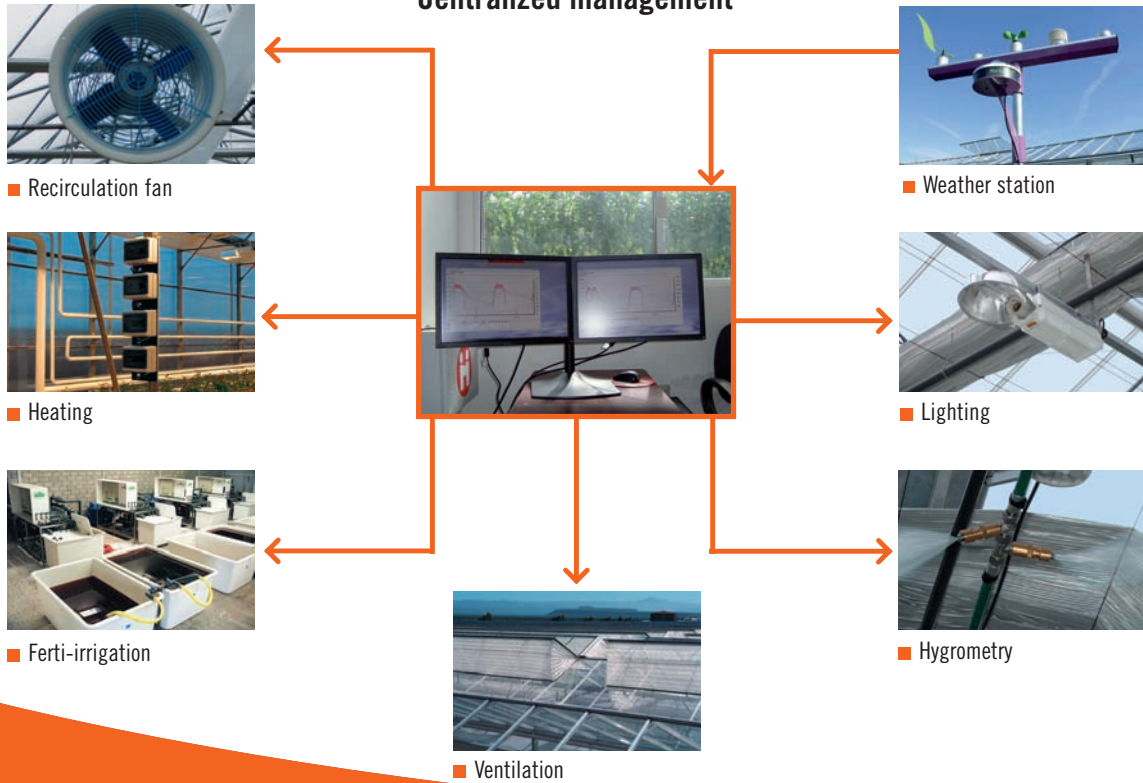 Centralized management
Recirculation fan
Weather station
Heating
Lighting
Ferti-irrigation
Hygrometry
Ventilation